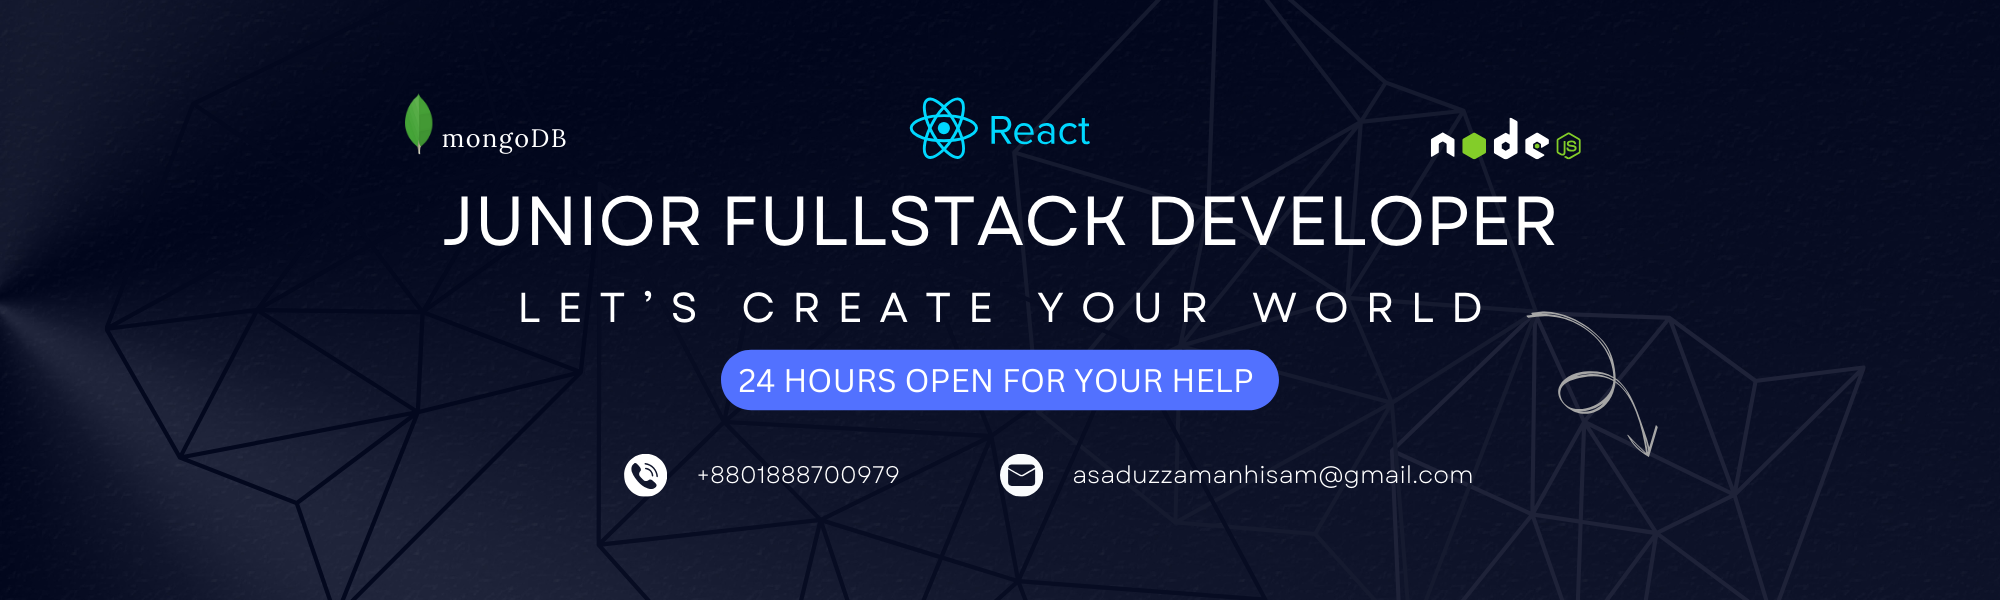 mongoDB
React
node JS
JUNIOR FULLSTACK DEVELOPER
LET’S CREATE YOUR WORLD
24 HOURS OPEN FOR YOUR HELP
+8801888700979
asaduzzamanhisam@gmail.com